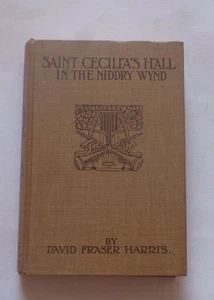 SAINT CECILIA'S HALL
IN THE NIDDRY WYND
BY
DAVID FRASER HARRIS.